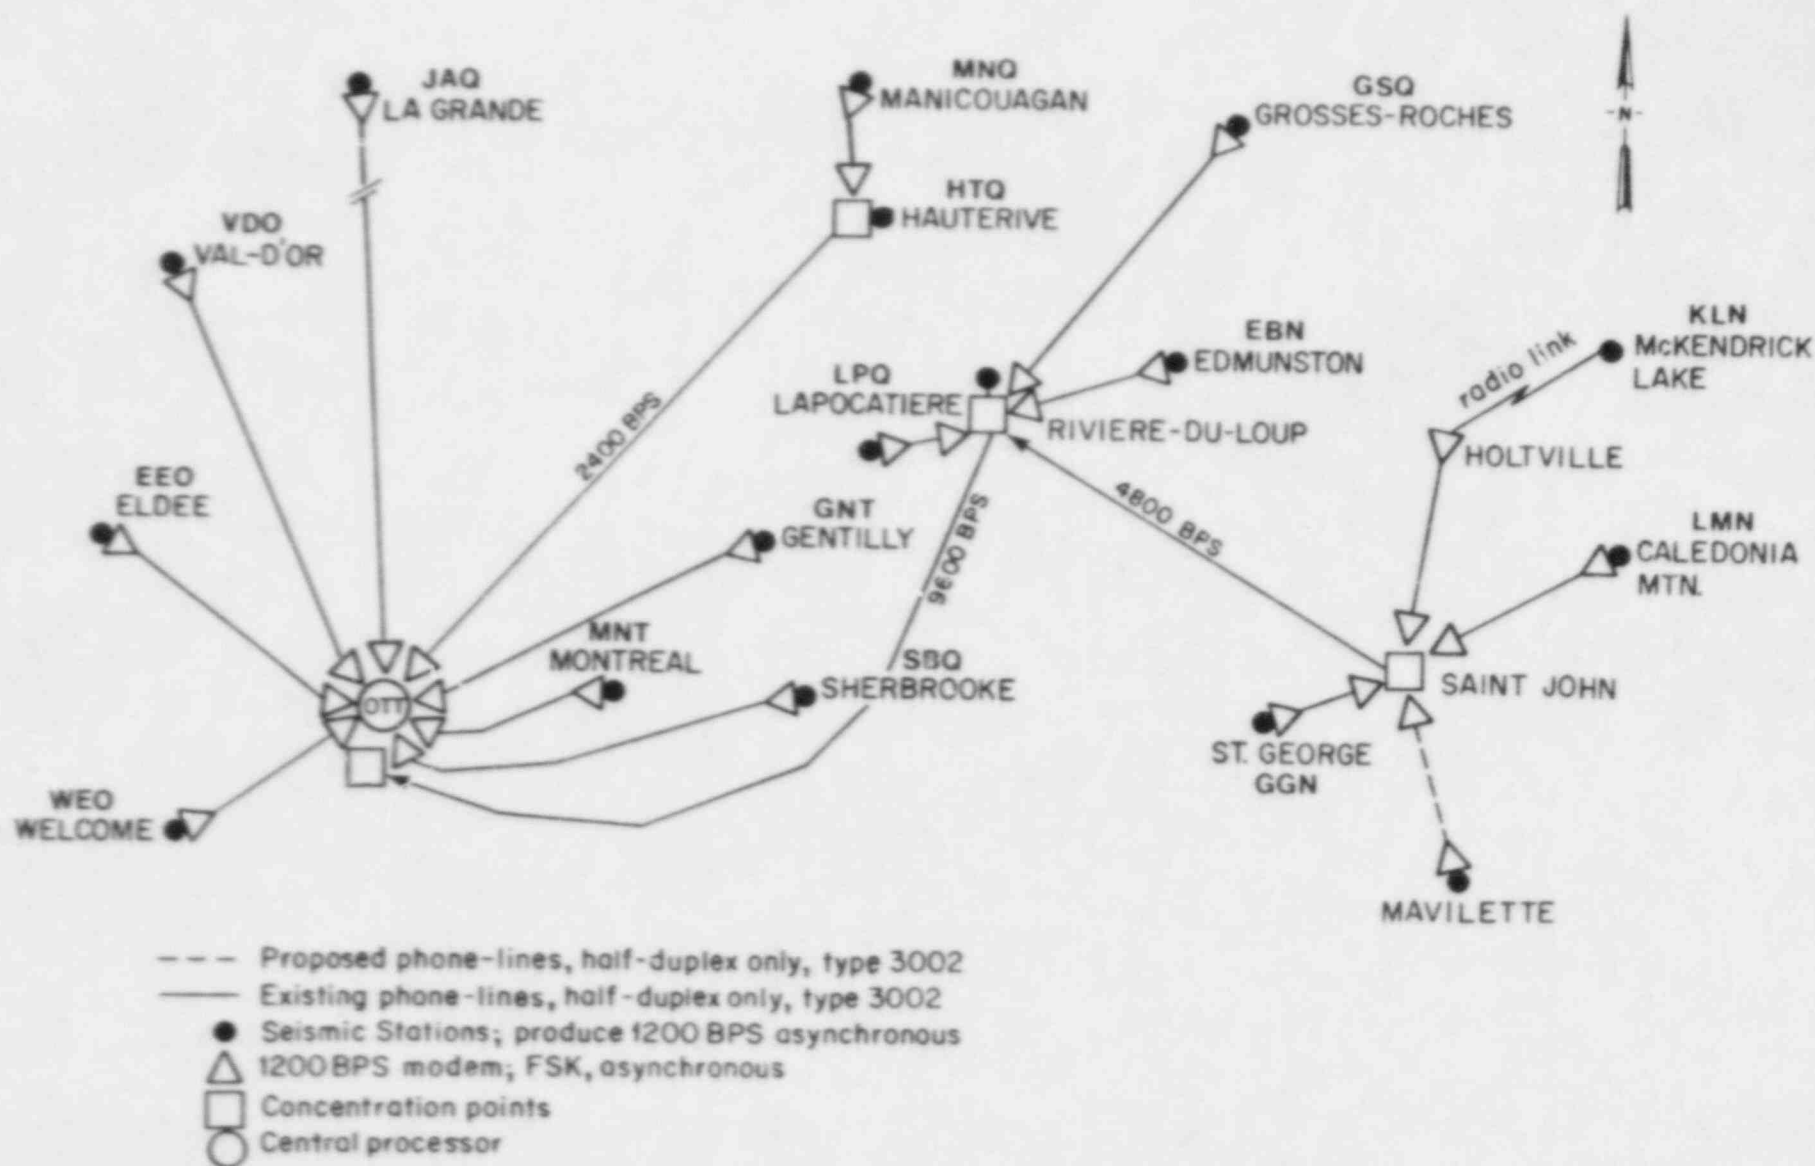 JAQ
LA GRANDE
MNQ
MANICOUAGAN
GSQ
GROSSES-ROCHES
-N-
HTQ
HAUTERIVE
VDO
VAL-D'OR
KLN
McKENDRICK
LAKE
radio link
EBN
EDMUNSTON
LPQ
LAPOCATIERE
RIVIERE-DU-LOUP
HOLTVILLE
2400 BPS
EEO
ELDEE
GNT
GENTILLY
9600 BPS
4800 BPS
LMN
CALEDONIA
MTN.
MNT
MONTREAL
SBQ
SHERBROOKE
OTT
SAINT JOHN
ST. GEORGE
GGN
WEO
WELCOME
MAVILETTE
Proposed phone-lines, half-duplex only, type 3002
Existing phone-lines, half-duplex only, type 3002
Seismic Stations; produce 1200 BPS asynchronous
1200 BPS modem; FSK, asynchronous
Concentration points
Central processor